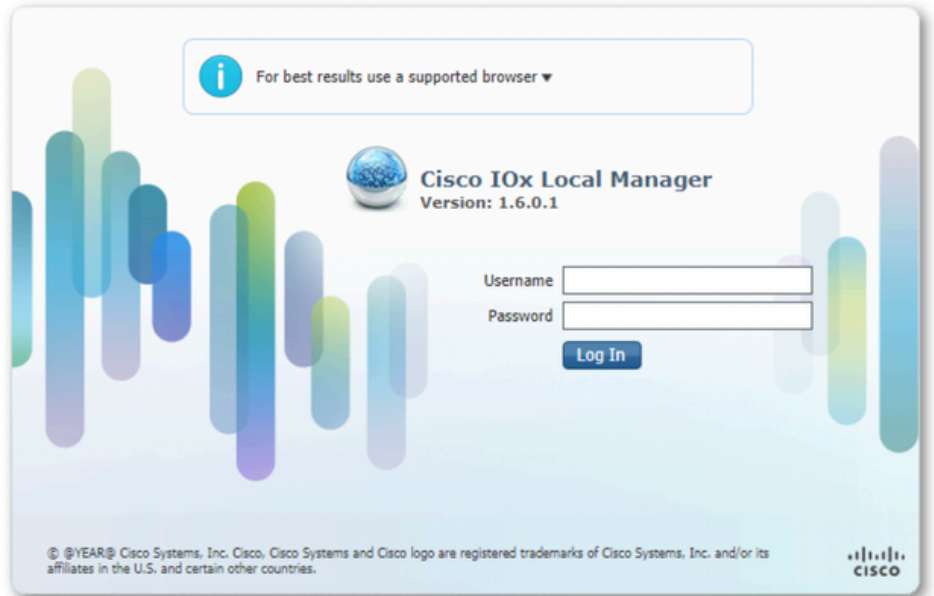 For best results use a supported browser ▾
Cisco IOx Local Manager
Version: 1.6.0.1
Username
Password
Log In
© @YEAR@ Cisco Systems, Inc. Cisco, Cisco Systems and Cisco logo are registered trademarks of Cisco Systems, Inc. and/or its
affiliates in the U.S. and certain other countries.
CISCO